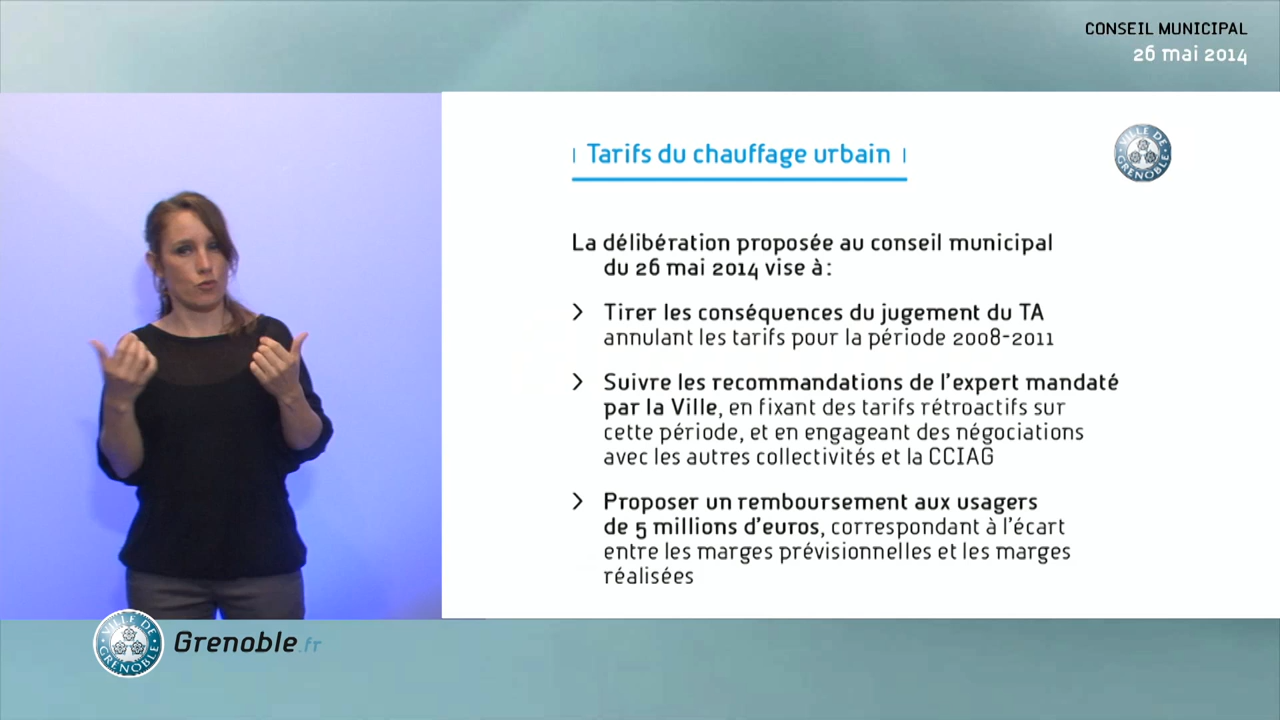 CONSEIL MUNICIPAL
26 mai 2014
Tarifs du chauffage urbain
VILLE DE GRENOBLE
La délibération proposée au conseil municipal
du 26 mai 2014 vise à :
> Tirer les conséquences du jugement du TA
annulant les tarifs pour la période 2008-2011
> Suivre les recommandations de l'expert mandaté
par la Ville, en fixant des tarifs rétroactifs sur
cette période, et en engageant des négociations
avec les autres collectivités et la CCIAG
> Proposer un remboursement aux usagers
de 5 millions d'euros, correspondant à l'écart
entre les marges prévisionnelles et les marges
réalisées
VILLE DE GRENOBLE
Grenoble.fr